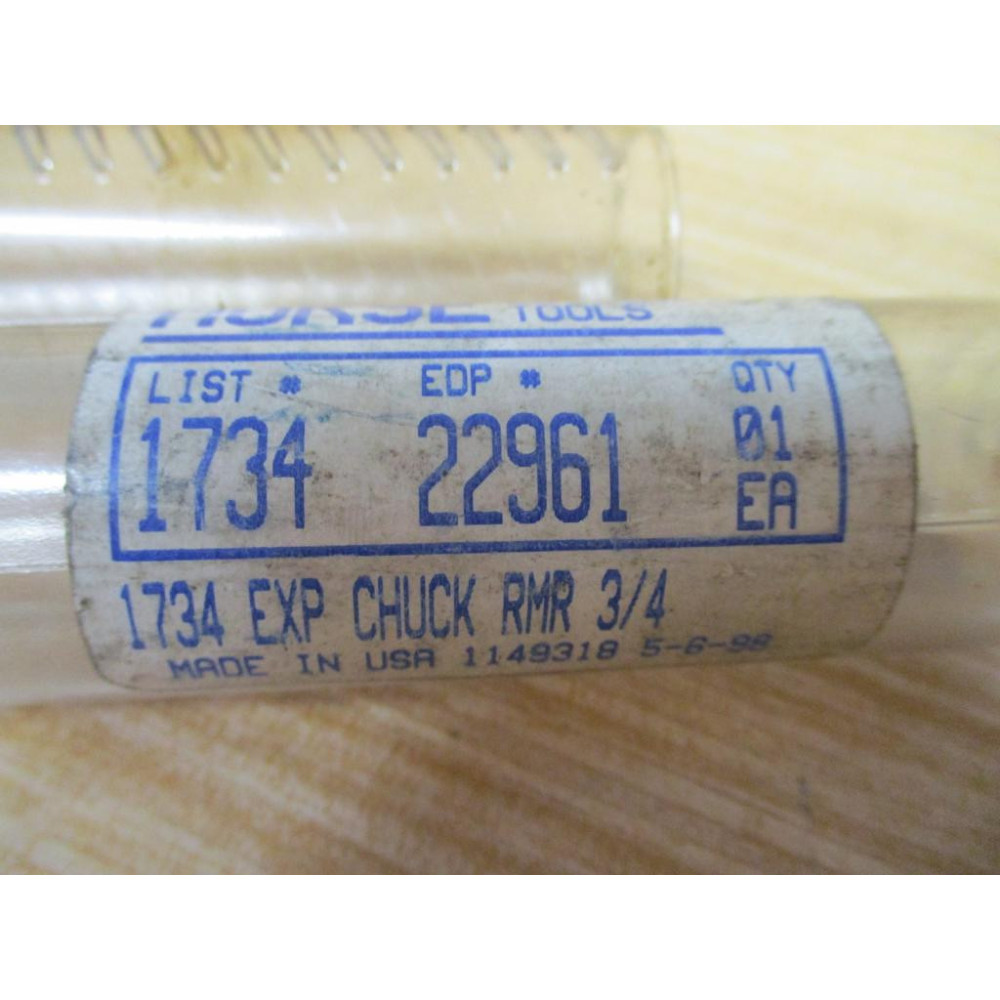 MORSE TOOLS
LIST # EDP # QTY
1734 22961 01
EA
1734 EXP CHUCK RMR 3/4
MADE IN USA 1149318 5-6-98